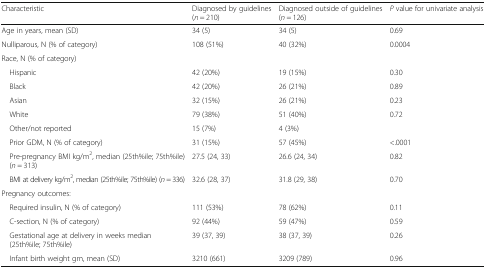 Characteristic Diagnosed by guidelines Diagnosed outside of guidelines P value for univariate analysis
(n = 210) (n = 126)
Age in years, mean (SD) 34 (5) 34 (5) 0.69
Nulliparous, N (% of category) 108 (51%) 40 (32%) 0.0004
Race, N (% of category)
Hispanic 42 (20%) 19 (15%) 0.30
Black 42 (20%) 26 (21%) 0.89
Asian 32 (15%) 26 (21%) 0.23
White 79 (38%) 51 (40%) 0.72
Other/not reported 15 (7%) 4 (3%)
Prior GDM, N (% of category) 31 (15%) 57 (45%) <.0001
Pre-pregnancy BMI kg/m², median (25th%ile; 75th%ile) 27.5 (24, 33) 26.6 (24, 34) 0.82
(n = 313)
BMI at delivery kg/m², median (25th%ile; 75th%ile) (n = 336) 32.6 (28, 37) 31.8 (29, 38) 0.70
Pregnancy outcomes:
Required insulin, N (% of category) 111 (53%) 78 (62%) 0.11
C-section, N (% of category) 92 (44%) 59 (47%) 0.59
Gestational age at delivery in weeks median 39 (37, 39) 38 (37, 39) 0.26
(25th%ile; 75th%ile)
Infant birth weight gm, mean (SD) 3210 (661) 3209 (789) 0.96